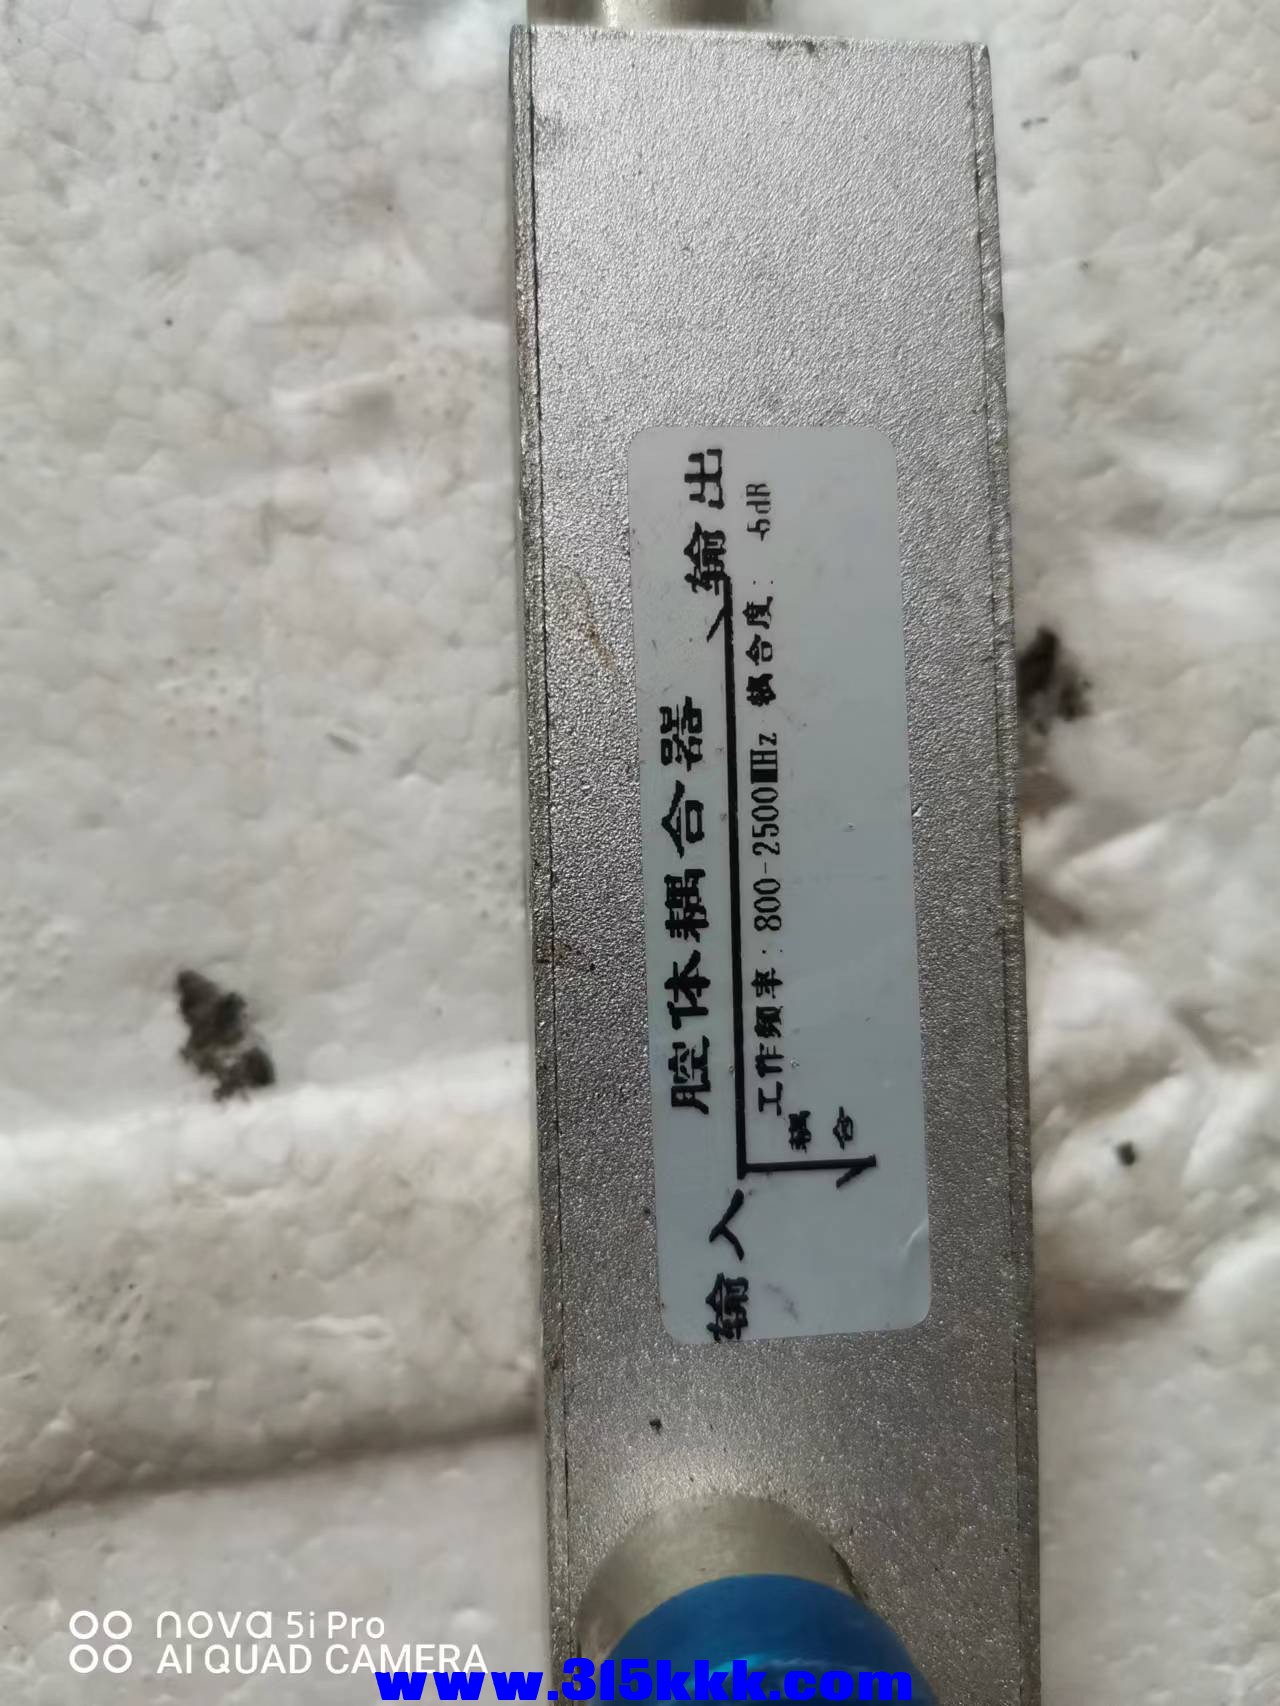 腔体耦合器
输入
输出
工作频率：800-2500MHz 耦合度：-5dB
耦合
nova 5i Pro
AI QUAD CAMERA
www.315kkk.com